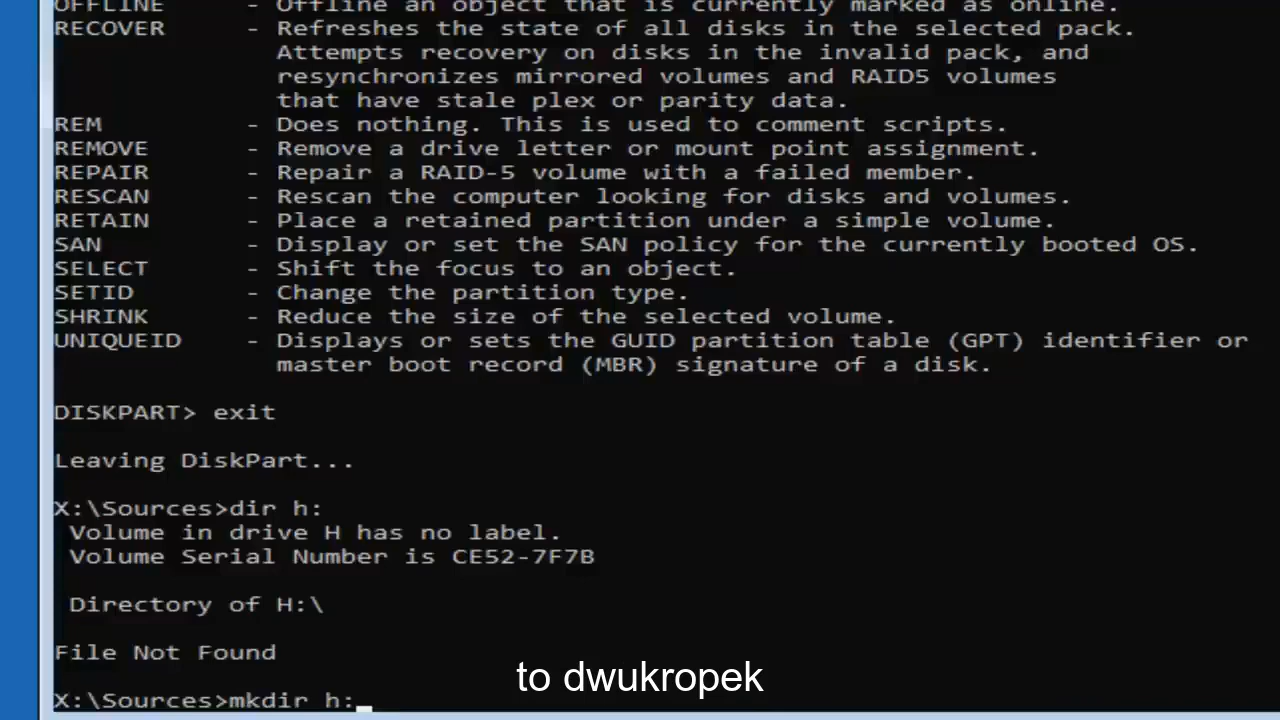 OFFLINE - Offline an object that is currently marked as online.
RECOVER - Refreshes the state of all disks in the selected pack.
Attempts recovery on disks in the invalid pack, and
resynchronizes mirrored volumes and RAID5 volumes
that have stale plex or parity data.
REM - Does nothing. This is used to comment scripts.
REMOVE - Remove a drive letter or mount point assignment.
REPAIR - Repair a RAID-5 volume with a failed member.
RESCAN - Rescan the computer looking for disks and volumes.
RETAIN - Place a retained partition under a simple volume.
SAN - Display or set the SAN policy for the currently booted OS.
SELECT - Shift the focus to an object.
SETID - Change the partition type.
SHRINK - Reduce the size of the selected volume.
UNIQUEID - Displays or sets the GUID partition table (GPT) identifier or
master boot record (MBR) signature of a disk.
DISKPART> exit
Leaving DiskPart...
X:\Sources>dir h:
Volume in drive H has no label.
Volume Serial Number is CE52-7F7B
Directory of H:\
File Not Found
to dwukropek
X:\Sources>mkdir h: